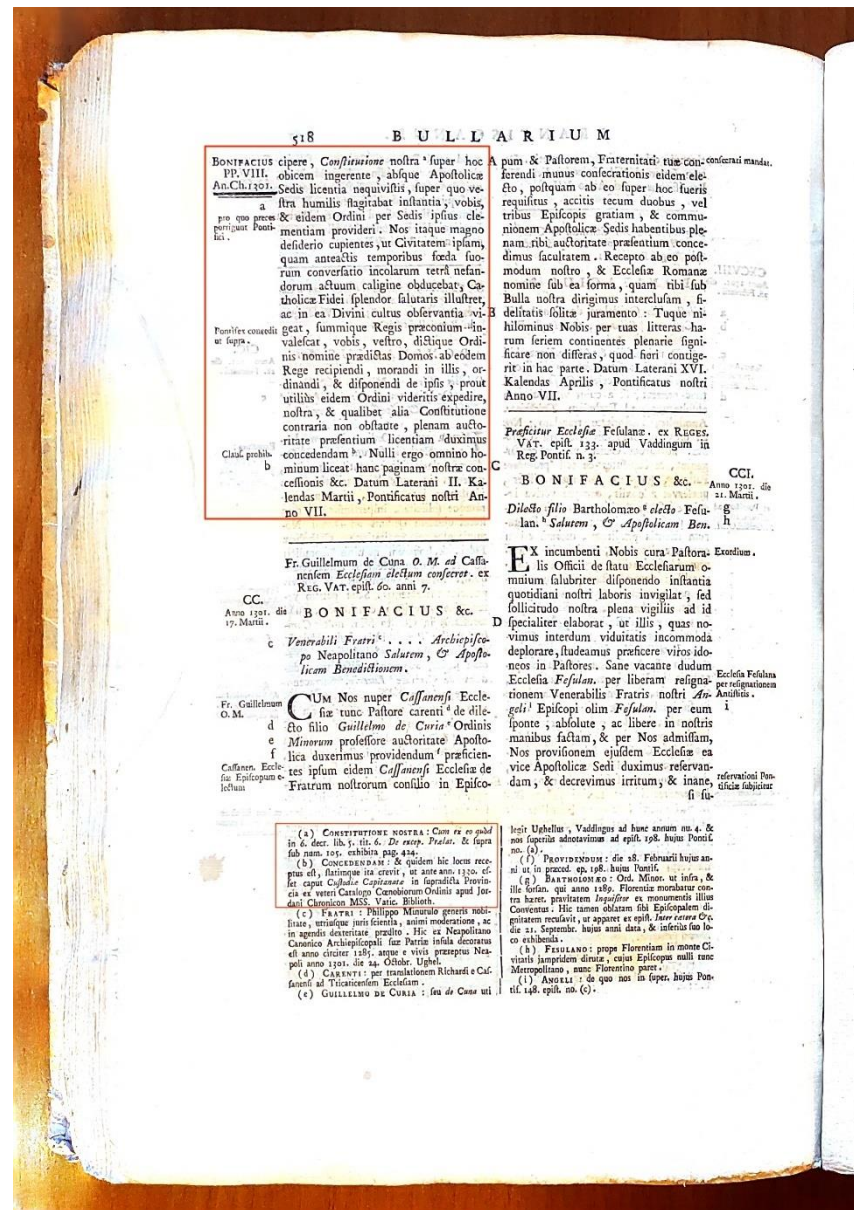 518 BULLARIUM
BONIFACIUS
PP. VIII.
An.Ch.1301.
a
pro quo preces
porrigunt Ponti-
fici.
Pontifex concedit
ut supra.
Clauſ. prohib.
b
cipere, Conſtitutione noſtra ᵃ ſuper hoc
obicem ingerente, abſque Apoſtolicæ
Sedis licentia nequiviſtis, ſuper quo ve-
ſtra humilis flagitabat inſtantia, vobis,
& eidem Ordini per Sedis ipſius cle-
mentiam provideri. Nos itaque magno
deſiderio cupientes, ut Civitatem ipſam,
quam anteactis temporibus fœda ſuo-
rum converſatio incolarum tetrâ nefan-
dorum actuum caligine obducebat, Ca-
tholicæ Fidei ſplendor ſalutaris illuſtret,
ac in ea Divini cultus obſervantia vi-
geat, ſummique Regis præconium in-
valeſcat, vobis, veſtro, dictique Ordi-
nis nomine prædictas Domos ab eodem
Rege recipiendi, morandi in illis, or-
dinandi, & diſponendi de ipſis, prout
utiliùs eidem Ordini videritis expedire,
noſtra, & qualibet alia Conſtitutione
contraria non obſtante, plenam aucto-
ritate præſentium licentiam duximus
concedendam ᵇ. Nulli ergo omnino ho-
minum liceat hanc paginam noſtræ con-
ceſſionis &c. Datum Laterani II. Ka-
lendas Martii, Pontificatus noſtri An-
no VII.
Fr. Guillelmum de Cuna O. M. ad Caſſa-
nenſem Eccleſiam electum conſecret. ex
REG. VAT. epiſt. 60. anni 7.
CC.
Anno 1301. die
17. Martii.
BONIFACIUS &c.
c
Venerabili Fratri ᶜ . . . . Archiepiſco-
po Neapolitano Salutem, & Apoſto-
licam Benedictionem.
Fr. Guillelmum
O. M.
d
e
f
Caſſanen. Eccle-
ſiæ Epiſcopum e-
lectum
CUM Nos nuper Caſſanenſi Eccle-
ſiæ tunc Paſtore carenti ᵈ de dile-
cto filio Guillelmo de Curia ᵉ Ordinis
Minorum profeſſore auctoritate Apoſto-
lica duxerimus providendum ᶠ præficien-
tes ipſum eidem Caſſanenſi Eccleſiæ de
Fratrum noſtrorum conſilio in Epiſco-
A
B
C
D
pum & Paſtorem, Fraternitati tuæ con-
ferendi munus conſecrationis eidem ele-
cto, poſtquam ab eo ſuper hoc fueris
requiſitus, accitis tecum duobus, vel
tribus Epiſcopis gratiam, & commu-
nionem Apoſtolicæ Sedis habentibus ple-
nam tibi auctoritate præſentium conce-
dimus facultatem. Recepto ab eo poſt-
modum noſtro, & Eccleſiæ Romanæ
nomine ſub ea forma, quam tibi ſub
Bulla noſtra dirigimus intercluſam, fi-
delitatis ſolitæ juramento: Tuque ni-
hilominus Nobis per tuas litteras ha-
rum ſeriem continentes plenarie ſigni-
ficare non differas, quod fieri contige-
rit in hac parte. Datum Laterani XVI.
Kalendas Aprilis, Pontificatus noſtri
Anno VII.
conſecrati mandat.
Præficitur Eccleſiæ Feſulanæ. ex REGES.
VAT. epiſt. 133. apud Vaddingum in
Reg. Pontif. n. 3.
BONIFACIUS &c.
CCI.
Anno 1301. die
21. Martii.
g
h
Dilecto filio Bartholomæo ᵍ electo Feſu-
lan. ʰ Salutem, & Apoſtolicam Ben.
EX incumbenti Nobis cura Paſtora-
lis Officii de ſtatu Eccleſiarum o-
mnium ſalubriter diſponendo inſtantia
quotidiani noſtri laboris invigilat, ſed
ſollicitudo noſtra plena vigiliis ad id
ſpecialiter elaborat, ut illis, quas no-
vimus interdum viduitatis incommoda
deplorare, ſtudeamus præficere viros ido-
neos in Paſtores. Sane vacante dudum
Eccleſia Feſulan. per liberam reſigna-
tionem Venerabilis Fratris noſtri An-
geli ⁱ Epiſcopi olim Feſulan. per eum
ſponte, abſolute, ac libere in noſtris
manibus factam, & per Nos admiſſam,
Nos proviſionem ejuſdem Eccleſiæ ea
vice Apoſtolicæ Sedi duximus reſervan-
dam, & decrevimus irritum, & inane,
ſi ſu-
Exordium.
Eccleſia Feſulana
per reſignationem
Antiſtitis.
i
reſervationi Pon-
tificiæ ſubjicitur
(a) CONSTITUTIONE NOSTRA: Cum ex eo quod
in 6. decr. lib. 5. tit. 6. De excep. Prælat. & ſupra
ſub num. 105. exhibita pag. 424.
(b) CONCEDENDAM: & quidem hic locus rece-
ptus eſt, ſtatimque ita crevit, ut ante ann. 1330. eſ-
ſet caput Cuſtodiæ Capitanatæ in ſupradicta Provin-
cia ex veteri Catalogo Cœnobiorum Ordinis apud Jor-
dani Chronicon MSS. Vatic. Biblioth.
(c) FRATRI: Philippo Minutulo generis nobi-
litate, utriuſque juris ſcientia, animi moderatione, ac
in agendis dexteritate prædito. Hic ex Neapolitano
Canonico Archiepiſcopali ſuæ Patriæ inſula decoratus
eſt anno circiter 1285. atque e vivis præreptus Nea-
poli anno 1301. die 24. Octobr. Ughel.
(d) CARENTI: per translationem Richardi e Caſ-
ſanenſi ad Tticaticenſem Eccleſiam.
(e) GUILLELMO DE CURIA: ſeu de Cuna uti
legit Ughellus, Vaddingus ad hunc annum nu. 4. &
nos ſuperiùs adnotavimus ad epiſt. 198. hujus Pontif.
no. (a).
(f) PROVIDENDUM: die 28. Februarii hujus an-
ni ut in præced. ep. 198. hujus Pontif.
(g) BARTHOLOMÆO: Ord. Minor. ut infra, &
ille forſan. qui anno 1289. Florentiæ morabatur con-
tra hæret. pravitatem Inquiſitor ex monumentis illius
Conventus. Hic tamen oblatam ſibi Epiſcopalem di-
gnitatem recuſavit, ut apparet ex epiſt. Inter cætera &c.
die 21. Septembr. hujus anni data, & inferiùs ſuo lo-
co exhibenda.
(h) FESULANO: prope Florentiam in monte Ci-
vitatis jampridem dirutæ, cujus Epiſcopus nulli tunc
Metropolitano, nunc Florentino paret.
(i) ANGELI: de quo nos in ſuper. hujus Pon-
tif. 148. epiſt. no. (c).